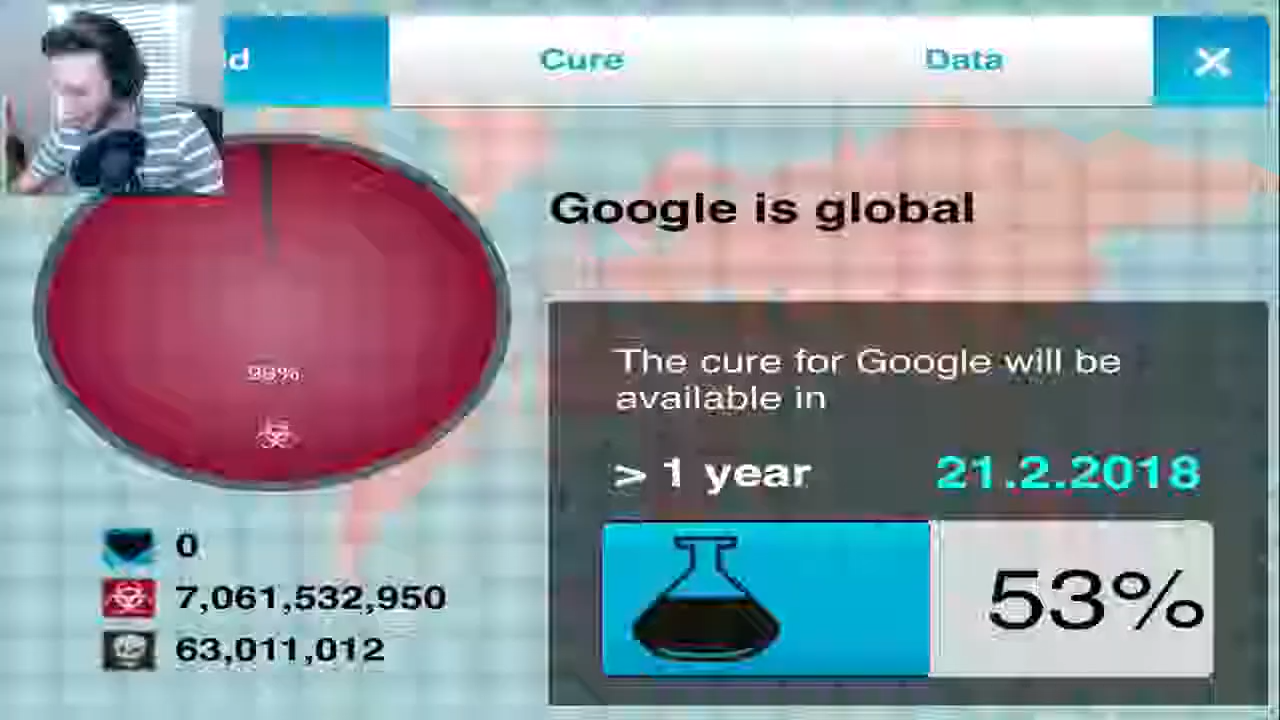 d
Cure
Data
Google is global
The cure for Google will be
available in
> 1 year
21.2.2018
53%
0
7,061,532,950
63,011,012